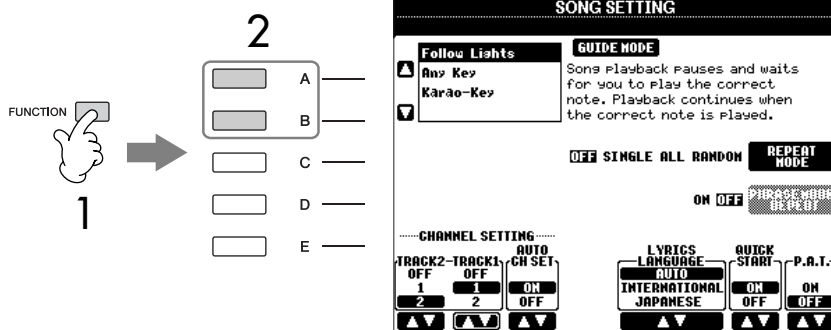 SONG SETTING
2
FUNCTION
1
A
B
C
D
E
Follow Lights
Any Key
Karao-Key
GUIDE MODE
Song playback pauses and waits
for you to play the correct
note. Playback continues when
the correct note is played.
OFF SINGLE ALL RANDOM
REPEAT
MODE
ON OFF
PHRASE MARK
REPEAT
CHANNEL SETTING
TRACK2 TRACK1 AUTO CH SET
OFF OFF
1 1 ON
2 2 OFF
LYRICS
LANGUAGE
AUTO
INTERNATIONAL
JAPANESE
QUICK
START
ON
OFF
P.A.T.
ON
OFF